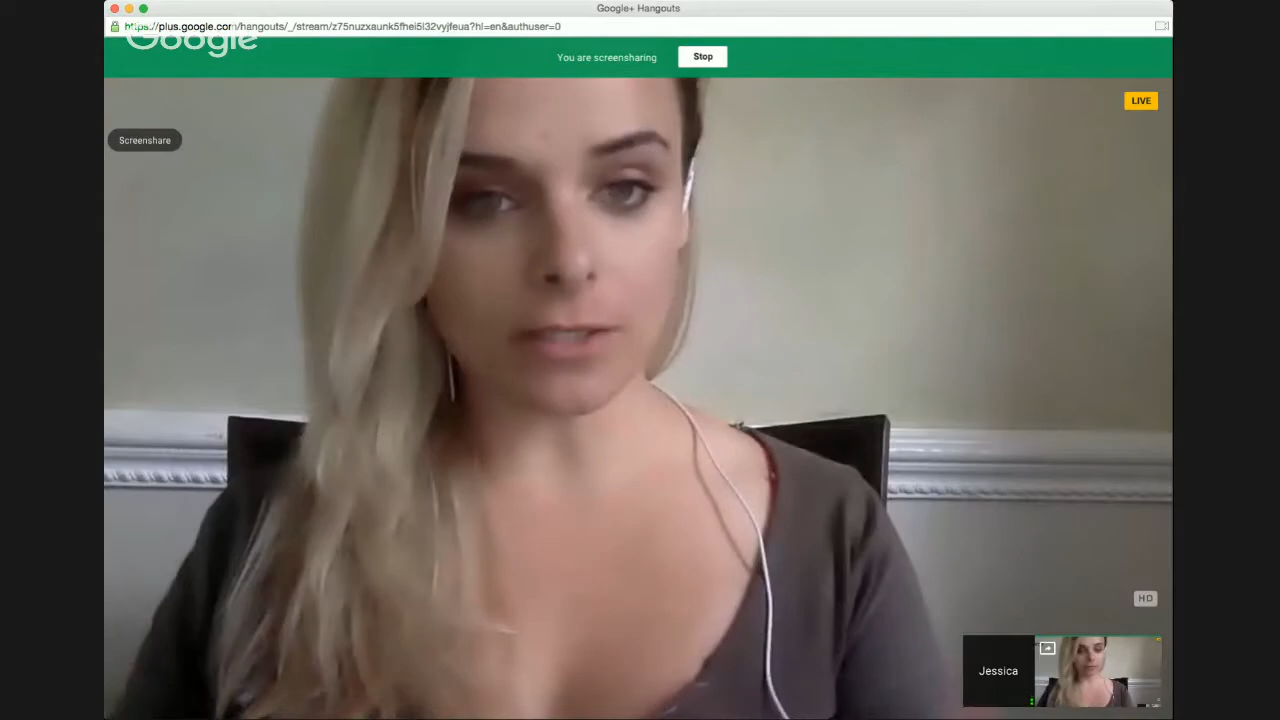 Google+ Hangouts
https://plus.google.com/hangouts/_/stream/z75nuzxaunk5fhei5l32vyjfeua?hl=en&authuser=0
Google
You are screensharing
Stop
LIVE
Screenshare
HD
Jessica